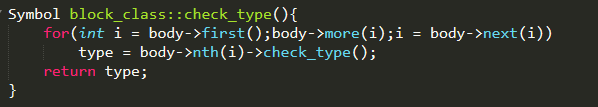 Symbol block_class::check_type(){
    for(int i = body->first();body->more(i);i = body->next(i))
        type = body->nth(i)->check_type();
    return type;
}